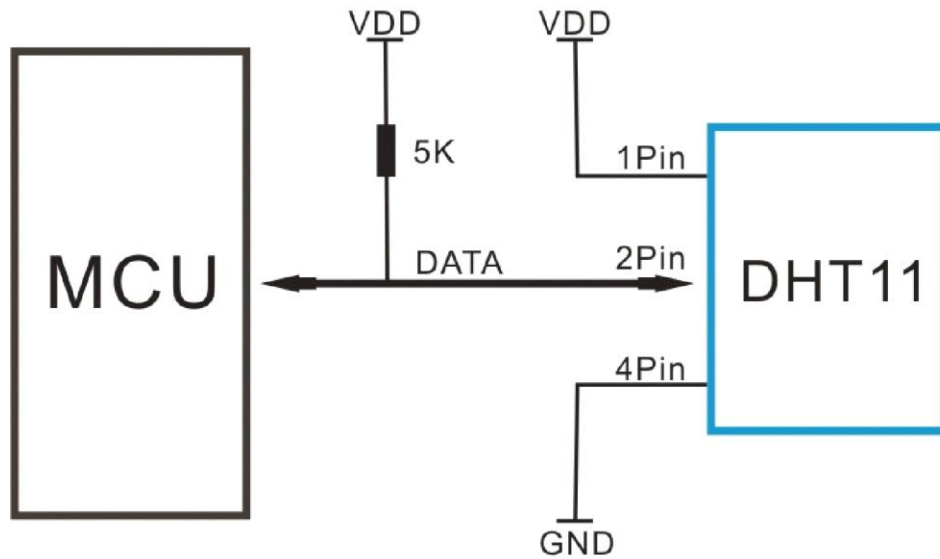 VDD
VDD
5K
1Pin
MCU
DATA
2Pin
DHT11
4Pin
GND